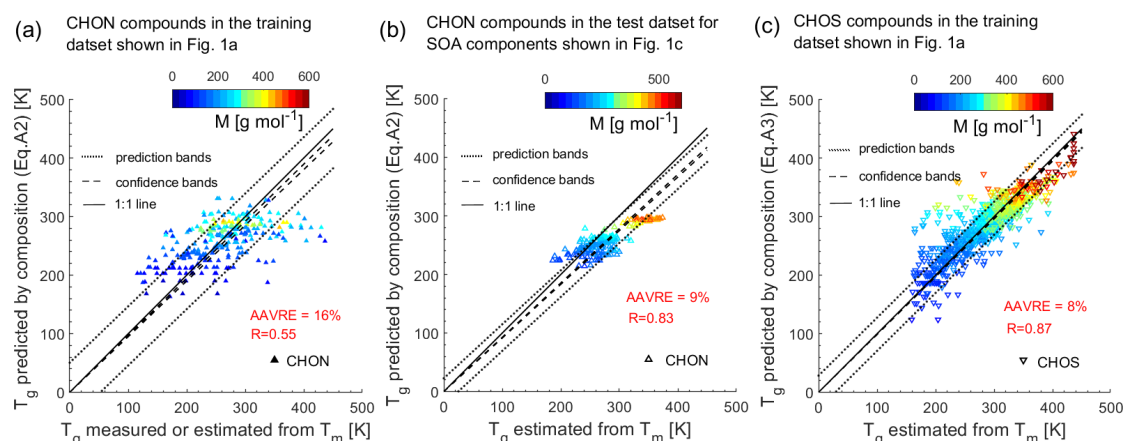 (a)
CHON compounds in the training
datset shown in Fig. 1a
0 200 400 600
M [g mol⁻¹]
500
400
300
200
100
0
T_g predicted by composition (Eq.A2) [K]
prediction bands
confidence bands
1:1 line
AAVRE = 16%
R=0.55
CHON
0 100 200 300 400 500
T_g measured or estimated from T_m [K]
(b)
CHON compounds in the test datset for
SOA components shown in Fig. 1c
0 500
M [g mol⁻¹]
500
400
300
200
100
0
T_g predicted by composition (Eq.A2) [K]
prediction bands
confidence bands
1:1 line
AAVRE = 9%
R=0.83
CHON
0 100 200 300 400 500
T_g estimated from T_m [K]
(c)
CHOS compounds in the training
datset shown in Fig. 1a
0 200 400 600
M [g mol⁻¹]
500
400
300
200
100
0
T_g predicted by composition (Eq.A3) [K]
prediction bands
confidence bands
1:1 line
AAVRE = 8%
R=0.87
CHOS
0 100 200 300 400 500
T_g estimated from T_m [K]